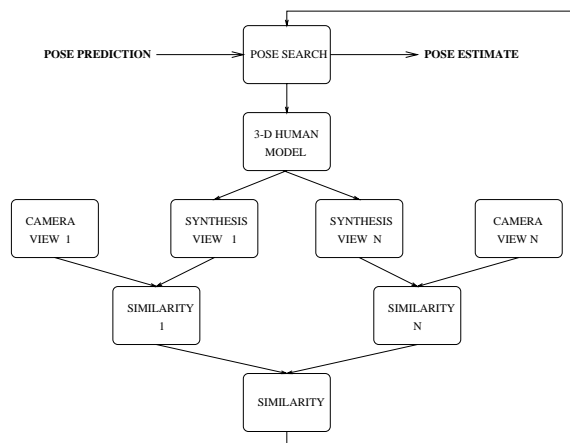 POSE PREDICTION
POSE SEARCH
POSE ESTIMATE
3-D HUMAN
MODEL
CAMERA
VIEW 1
SYNTHESIS
VIEW 1
SYNTHESIS
VIEW N
CAMERA
VIEW N
SIMILARITY
1
SIMILARITY
N
SIMILARITY